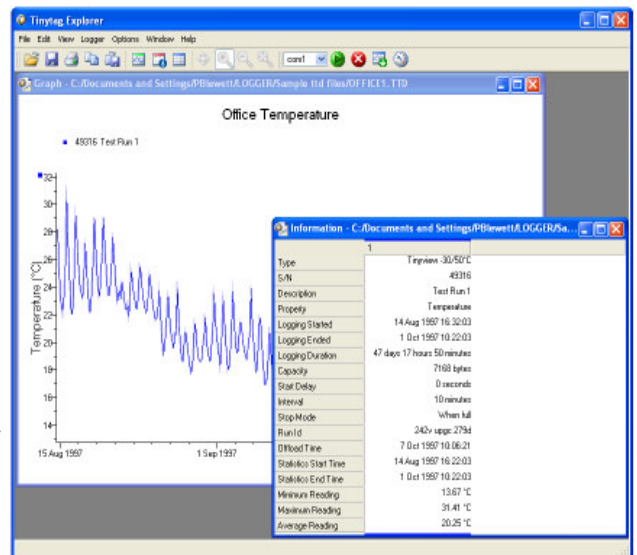 Tinytag Explorer
File Edit View Logger Options Window Help
com1
Graph - C:/Documents and Settings/PBlewett/LOGGER/Sample ttd files/OFFICE1.TTD
Office Temperature
49316 Test Run 1
Temperature (°C)
32
30
28
26
24
22
20
18
16
14
15 Aug 1997
1 Sep 1997
Information - C:/Documents and Settings/PBlewett/LOGGER/Sa...
1
Type Tinyview -30/50°C
S/N 49316
Description Test Run 1
Property Temperature
Logging Started 14 Aug 1997 16:32:03
Logging Ended 1 Oct 1997 10:22:03
Logging Duration 47 days 17 hours 50 minutes
Capacity 7168 bytes
Start Delay 0 seconds
Interval 10 minutes
Stop Mode When full
Run Id 242v upgc 279d
Offload Time 7 Oct 1997 10:06:21
Statistics Start Time 14 Aug 1997 16:22:03
Statistics End Time 1 Oct 1997 10:22:03
Minimum Reading 13.67 °C
Maximum Reading 31.41 °C
Average Reading 20.25 °C